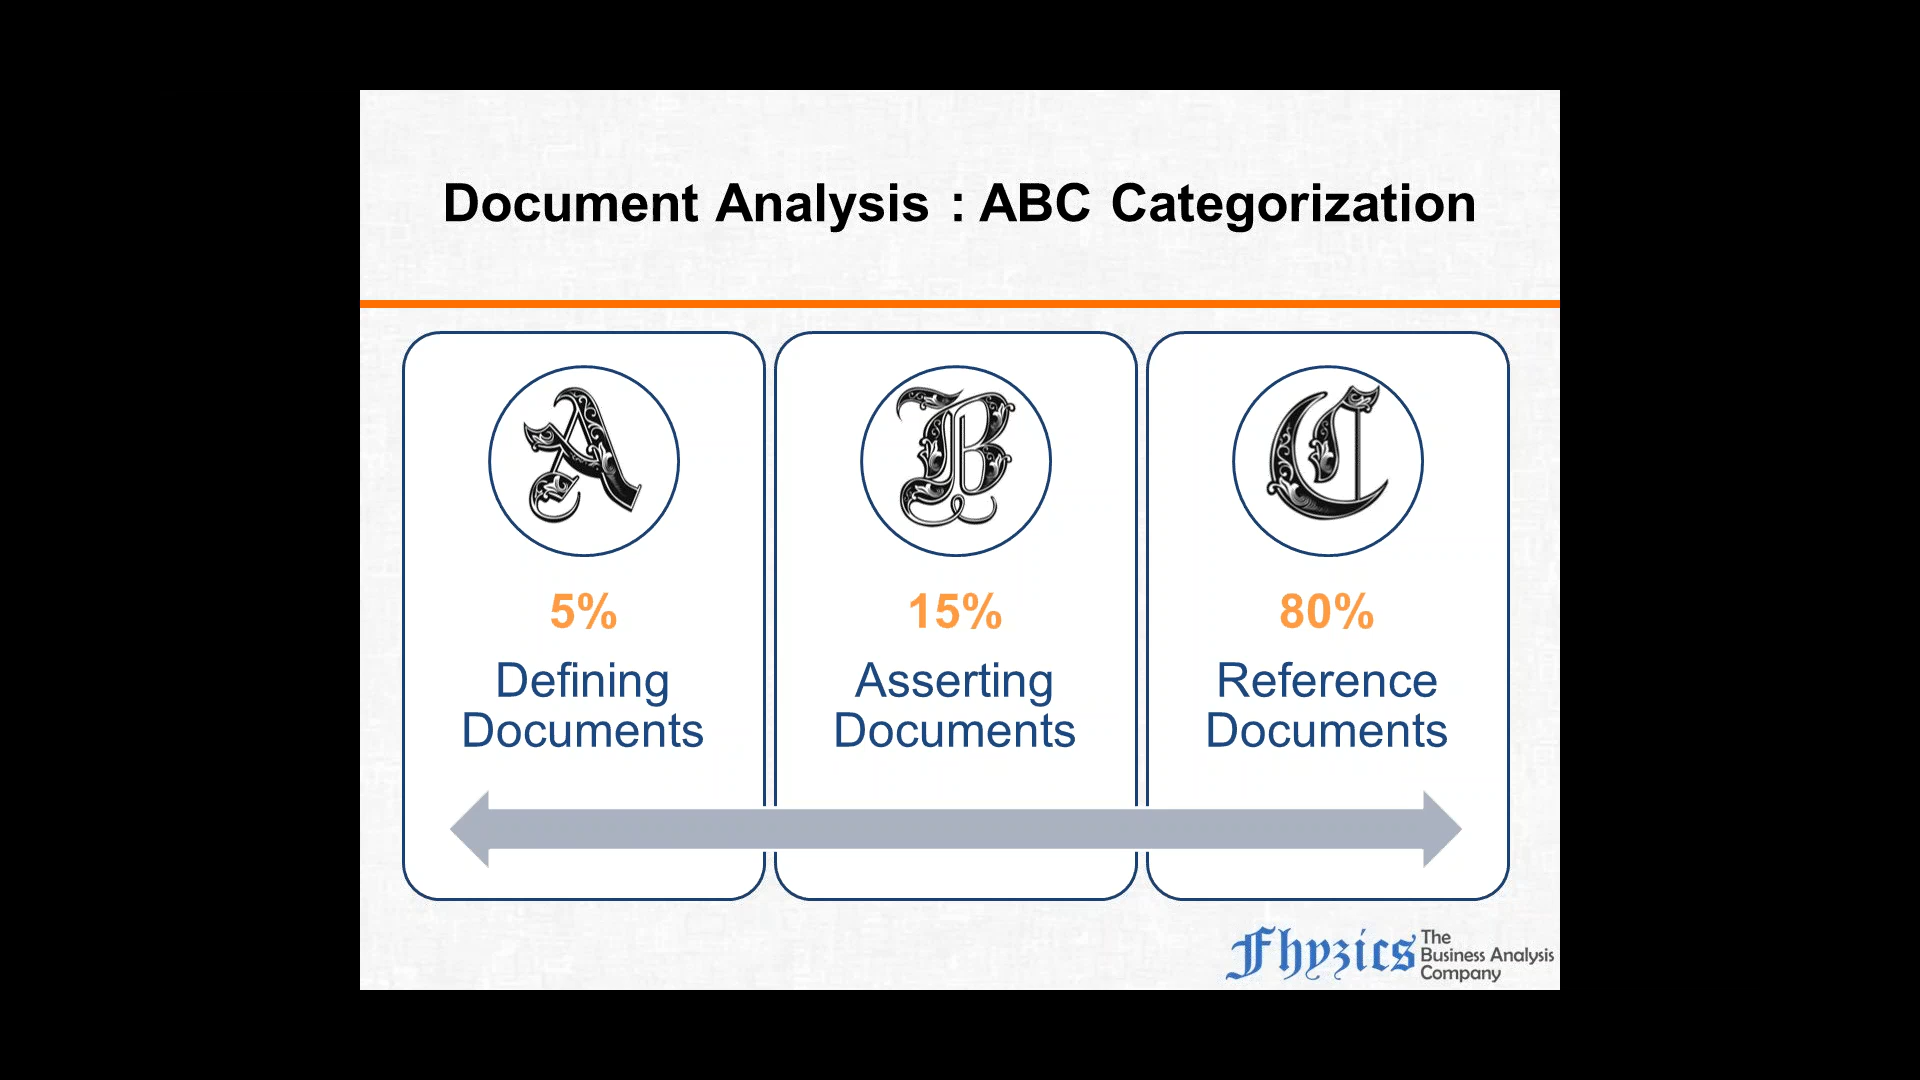 Document Analysis : ABC Categorization
A
B
C
5%
15%
80%
Defining
Documents
Asserting
Documents
Reference
Documents
Fhyzics
The
Business Analysis
Company